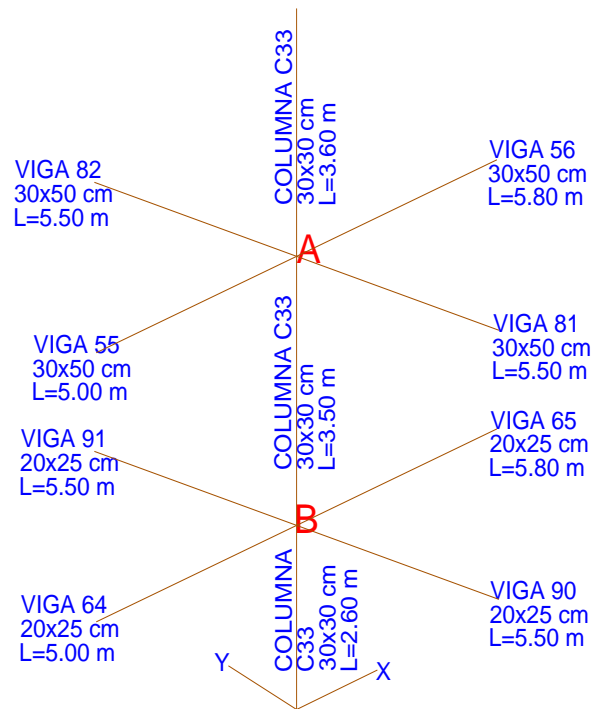 COLUMNA C33
30x30 cm
L=3.60 m
VIGA 82
30x50 cm
L=5.50 m
VIGA 56
30x50 cm
L=5.80 m
A
VIGA 55
30x50 cm
L=5.00 m
COLUMNA C33
30x30 cm
L=3.50 m
VIGA 81
30x50 cm
L=5.50 m
VIGA 91
20x25 cm
L=5.50 m
VIGA 65
20x25 cm
L=5.80 m
B
VIGA 64
20x25 cm
L=5.00 m
COLUMNA
C33
30x30 cm
L=2.60 m
VIGA 90
20x25 cm
L=5.50 m
Y
X